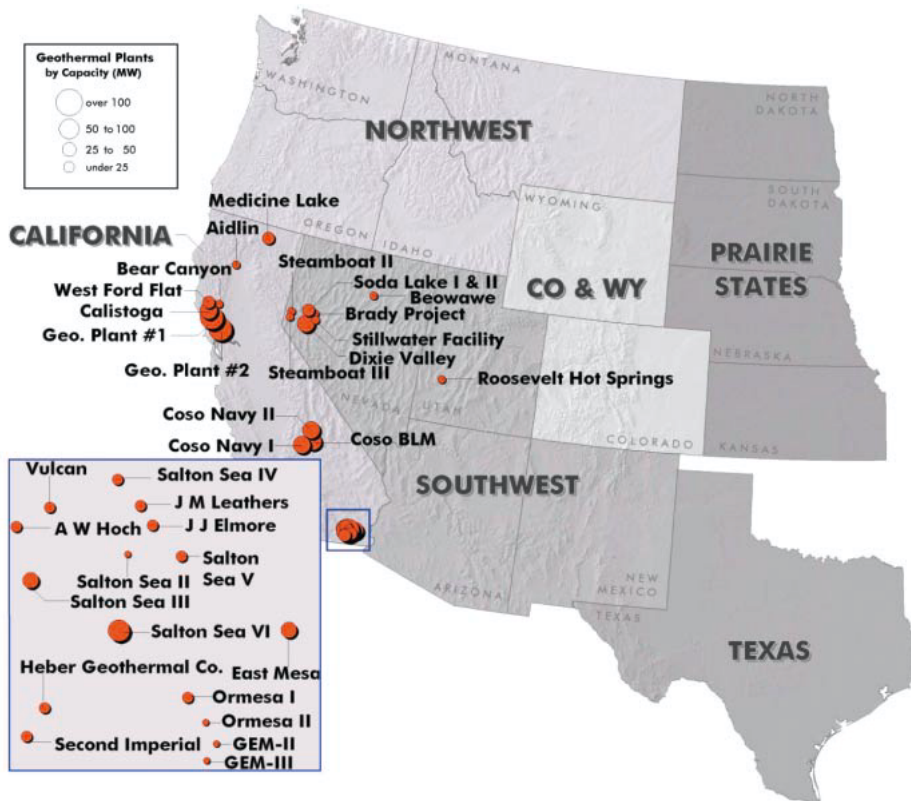 Geothermal Plants
by Capacity (MW)
over 100
50 to 100
25 to 50
under 25
MONTANA
WASHINGTON
NORTH
DAKOTA
NORTHWEST
SOUTH
DAKOTA
WYOMING
Medicine Lake
OREGON
IDAHO
CALIFORNIA
Aidlin
PRAIRIE
STATES
Bear Canyon
Steamboat II
Soda Lake I & II
CO & WY
West Ford Flat
Beowawe
Calistoga
Brady Project
Geo. Plant #1
Stillwater Facility
Dixie Valley
NEBRASKA
Geo. Plant #2
Steamboat III
Roosevelt Hot Springs
NEVADA
UTAH
Coso Navy II
COLORADO
KANSAS
Coso Navy I
Coso BLM
Vulcan
Salton Sea IV
SOUTHWEST
J M Leathers
A W Hoch
J J Elmore
Salton
Sea V
Salton Sea II
Salton Sea III
ARIZONA
NEW
MEXICO
TEXAS
Salton Sea VI
TEXAS
Heber Geothermal Co.
East Mesa
Ormesa I
Ormesa II
Second Imperial
GEM-II
GEM-III